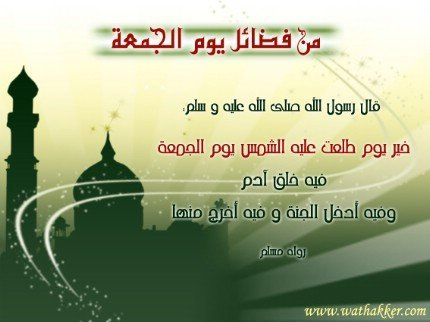 من فضائل يوم الجمعة
قال رسول الله صلى الله عليه و سلم:
خير يوم طلعت عليه الشمس يوم الجمعة
فيه خلق آدم
وفيه أدخل الجنة و فيه أخرج منها
رواه مسلم
www.wathakker.com